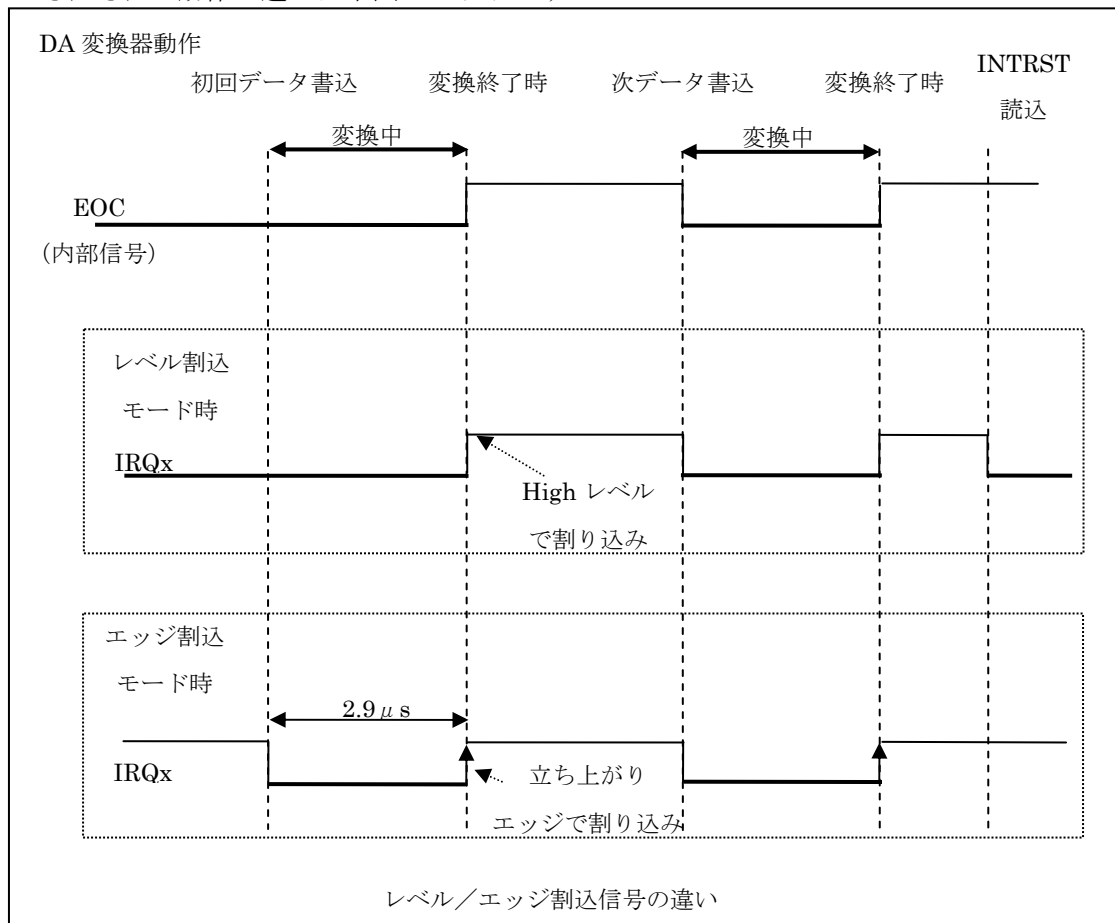 DA 変換器動作
初回データ書込 変換終了時 次データ書込 変換終了時 INTRST
読込
変換中 変換中
EOC
(内部信号)
レベル割込
モード時
IRQx
High レベル
で割り込み
エッジ割込
モード時
2.9μs
IRQx
立ち上がり
エッジで割り込み
レベル／エッジ割込信号の違い